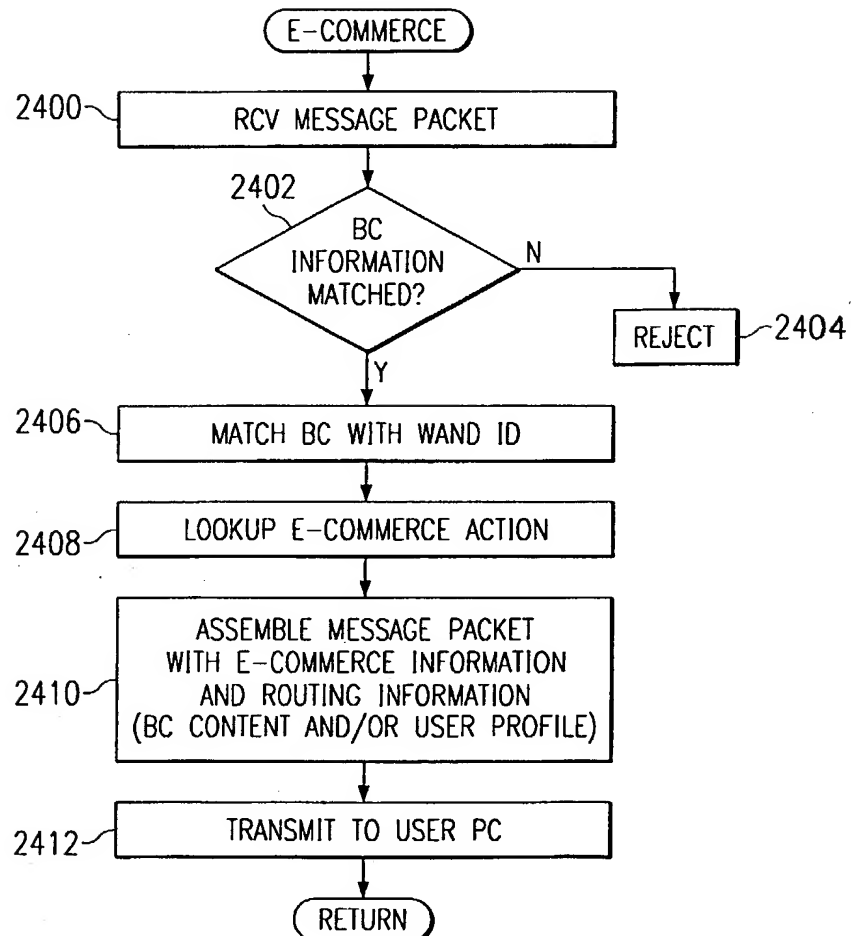 E-COMMERCE
2400
RCV MESSAGE PACKET
2402
BC
INFORMATION
MATCHED?
N
REJECT
2404
Y
2406
MATCH BC WITH WAND ID
2408
LOOKUP E-COMMERCE ACTION
2410
ASSEMBLE MESSAGE PACKET
WITH E-COMMERCE INFORMATION
AND ROUTING INFORMATION
(BC CONTENT AND/OR USER PROFILE)
2412
TRANSMIT TO USER PC
RETURN